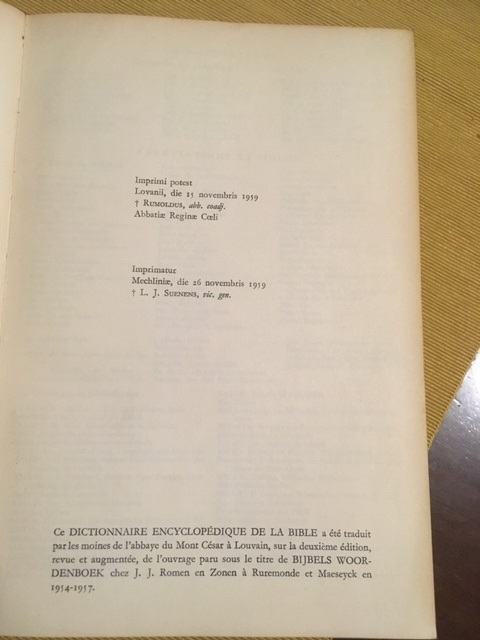 Imprimi potest
Lovanii, die 15 novembris 1959
† Rumoldus, abb. coadj.
Abbatiæ Reginæ Cœli
Imprimatur
Mechliniæ, die 26 novembris 1959
† L. J. Suenens, vic. gen.
Ce DICTIONNAIRE ENCYCLOPÉDIQUE DE LA BIBLE a été traduit
par les moines de l'abbaye du Mont César à Louvain, sur la deuxième édition,
revue et augmentée, de l'ouvrage paru sous le titre de BIJBELS WOOR-
DENBOEK chez J. J. Romen en Zonen à Ruremonde et Maeseyck en
1954-1957.